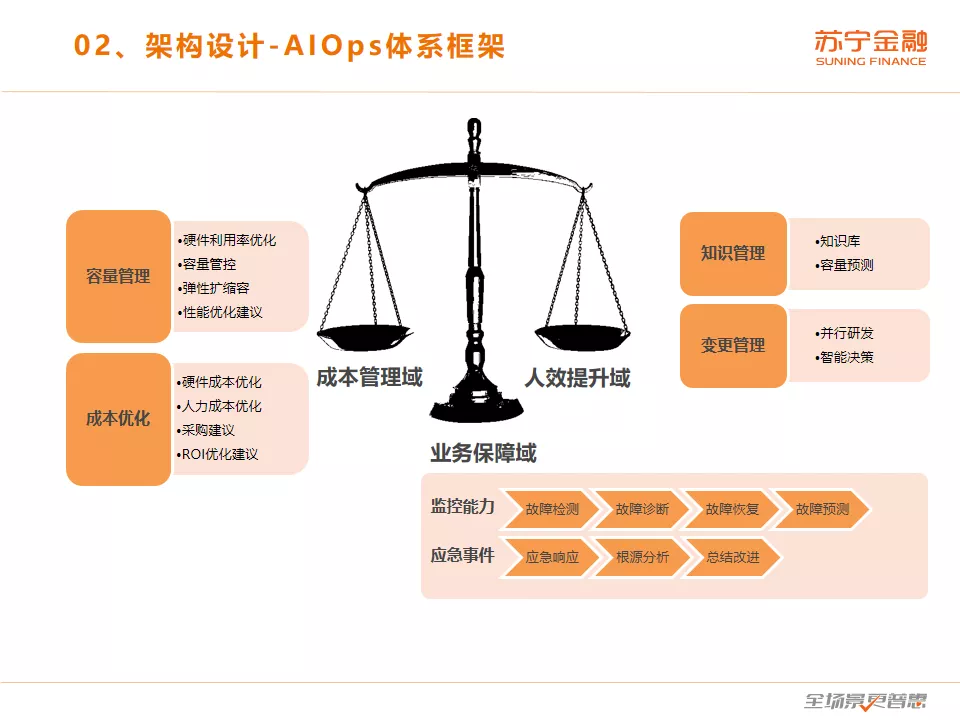 02、架构设计-AIOps体系框架
苏宁金融
SUNING FINANCE
容量管理
•硬件利用率优化
•容量管控
•弹性扩缩容
•性能优化建议
成本优化
•硬件成本优化
•人力成本优化
•采购建议
•ROI优化建议
成本管理域
人效提升域
知识管理
•知识库
•容量预测
变更管理
•并行研发
•智能决策
业务保障域
监控能力
故障检测
故障诊断
故障恢复
故障预测
应急事件
应急响应
根源分析
总结改进
全场景更普惠